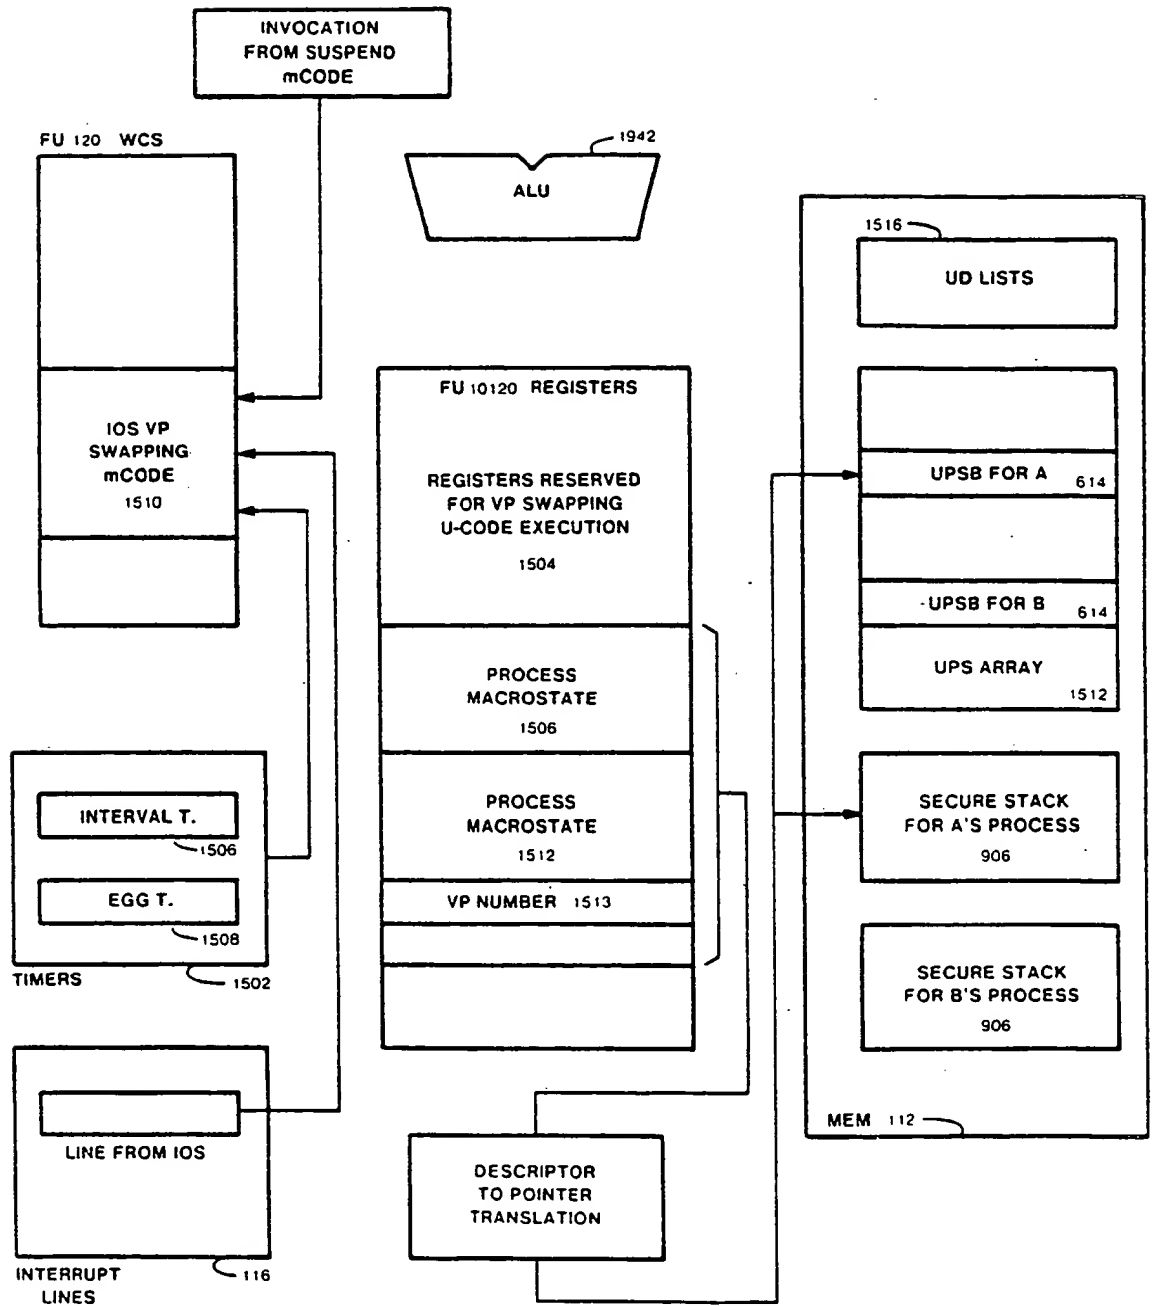 INVOCATION
FROM SUSPEND
mCODE
FU 120 WCS
IOS VP
SWAPPING
mCODE
1510
1942
ALU
FU 10120 REGISTERS
REGISTERS RESERVED
FOR VP SWAPPING
U-CODE EXECUTION
1504
PROCESS
MACROSTATE
1506
PROCESS
MACROSTATE
1512
VP NUMBER 1513
INTERVAL T.
1506
EGG T.
1508
TIMERS
1502
LINE FROM IOS
INTERRUPT
LINES
116
DESCRIPTOR
TO POINTER
TRANSLATION
1516
UD LISTS
UPSB FOR A 614
UPSB FOR B 614
UPS ARRAY
1512
SECURE STACK
FOR A'S PROCESS
906
SECURE STACK
FOR B'S PROCESS
906
MEM 112